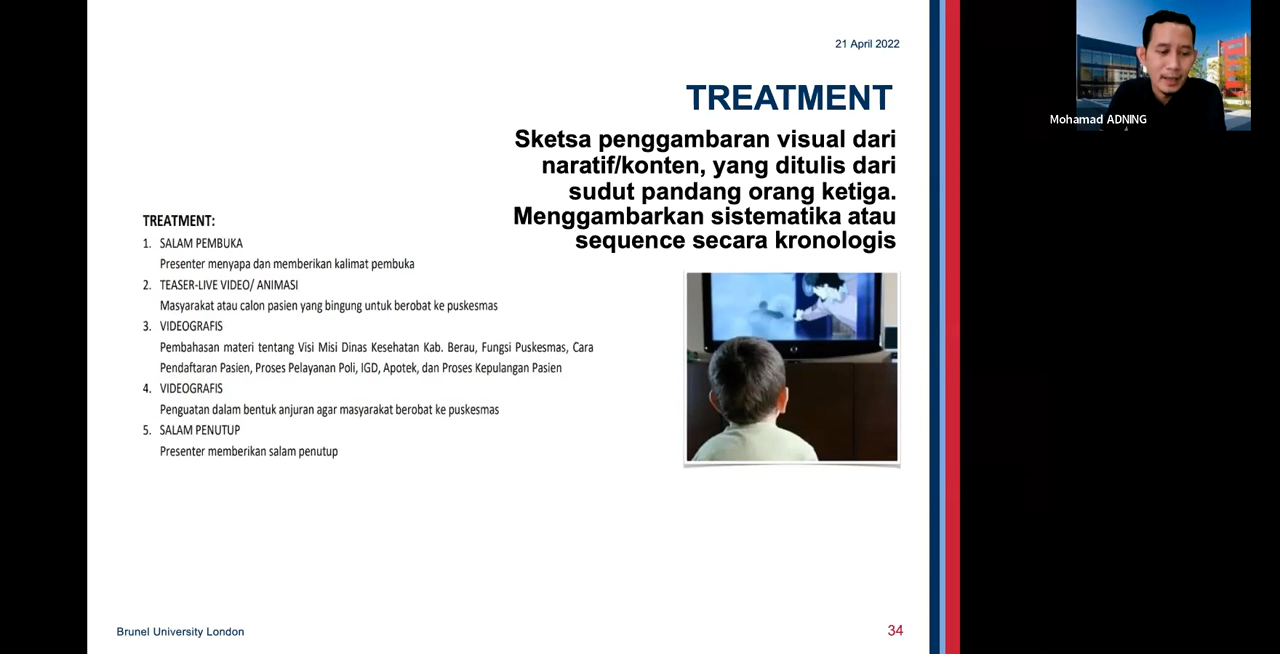 21 April 2022
TREATMENT
Sketsa penggambaran visual dari
naratif/konten, yang ditulis dari
sudut pandang orang ketiga.
Menggambarkan sistematika atau
sequence secara kronologis
TREATMENT:
1. SALAM PEMBUKA
Presenter menyapa dan memberikan kalimat pembuka
2. TEASER-LIVE VIDEO/ ANIMASI
Masyarakat atau calon pasien yang bingung untuk berobat ke puskesmas
3. VIDEOGRAFIS
Pembahasan materi tentang Visi Misi Dinas Kesehatan Kab. Berau, Fungsi Puskesmas, Cara
Pendaftaran Pasien, Proses Pelayanan Poli, IGD, Apotek, dan Proses Kepulangan Pasien
4. VIDEOGRAFIS
Penguatan dalam bentuk anjuran agar masyarakat berobat ke puskesmas
5. SALAM PENUTUP
Presenter memberikan salam penutup
Brunel University London
34
Mohamad ADNING